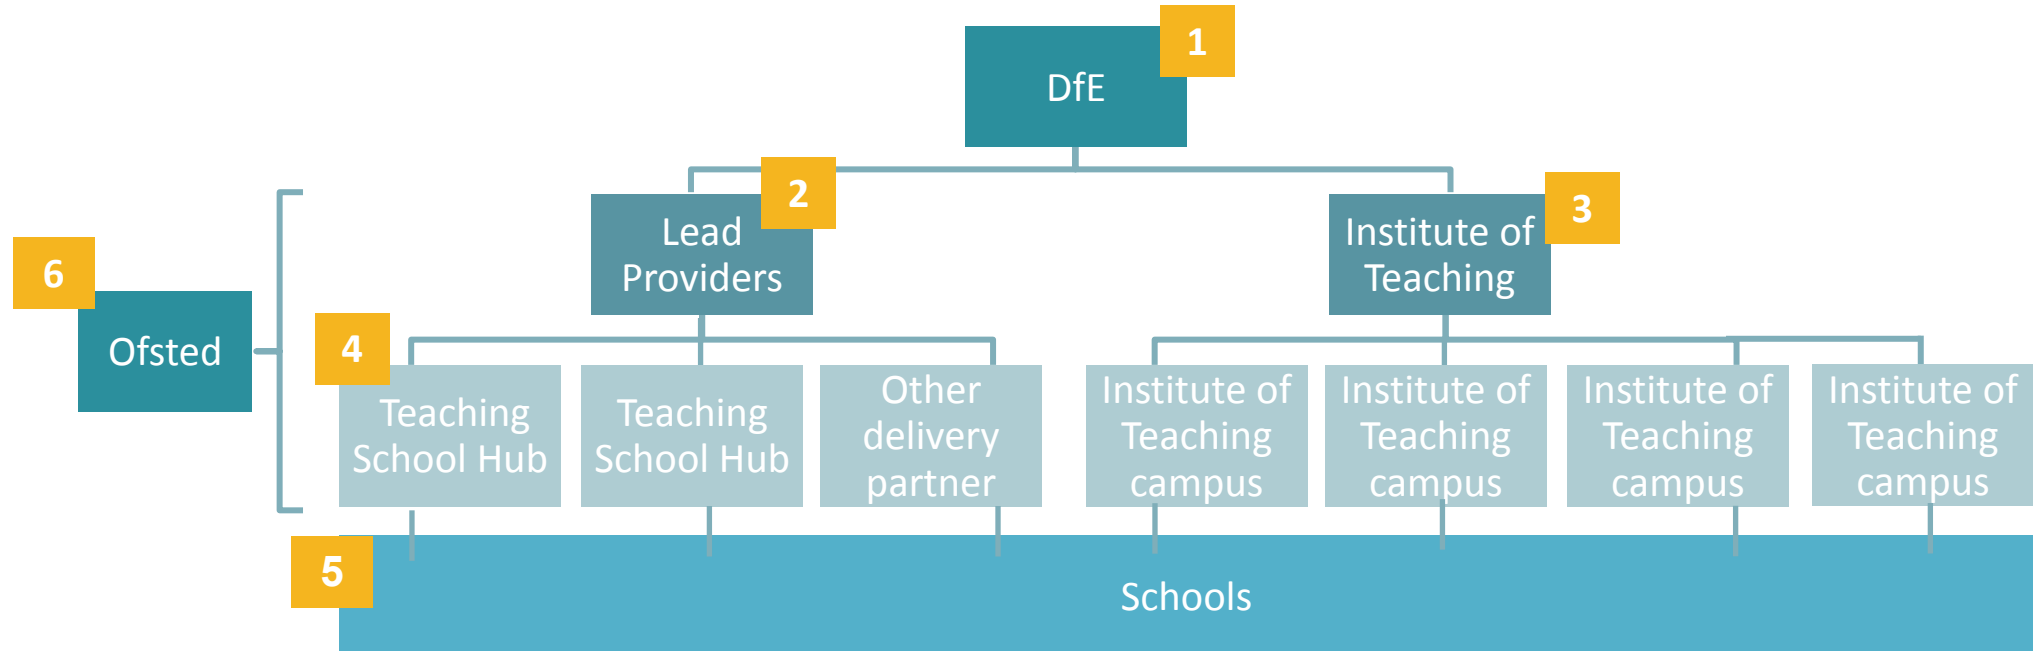 1
DfE
2
Lead
Providers
3
Institute of
Teaching
6
Ofsted
4
Teaching
School Hub
Teaching
School Hub
Other
delivery
partner
Institute of
Teaching
campus
Institute of
Teaching
campus
Institute of
Teaching
campus
Institute of
Teaching
campus
5
Schools